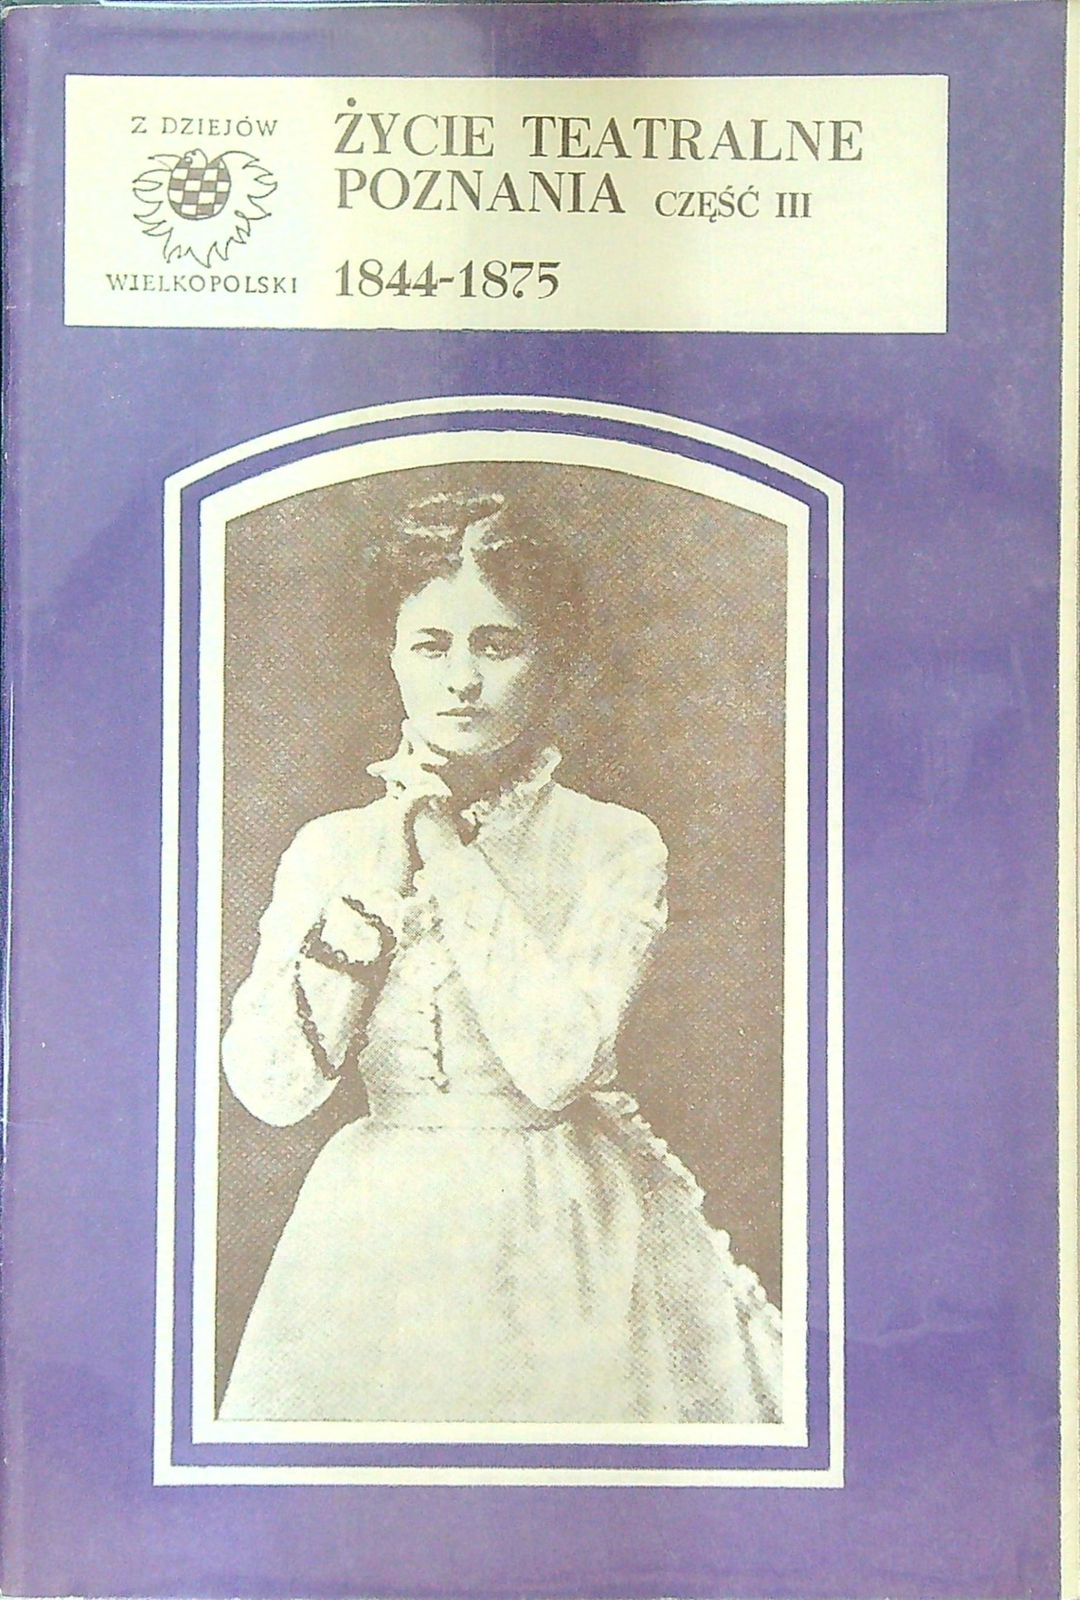 Z DZIEJÓW
WIELKOPOLSKI
ŻYCIE TEATRALNE
POZNANIA CZĘŚĆ III
1844-1875